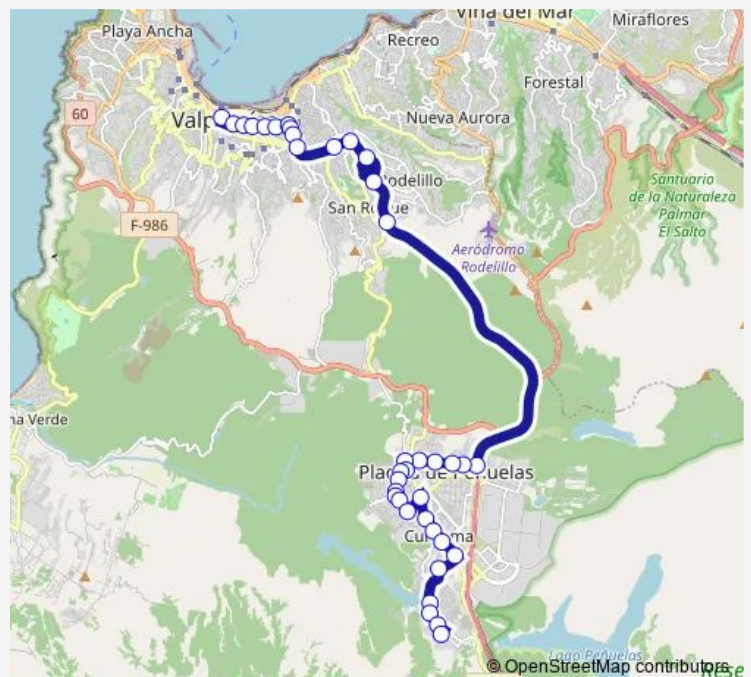 Viña del Mar
Miraflores
Playa Ancha
Recreo
Forestal
60
Nueva Aurora
Rodelillo
Santuario
de la Naturaleza
Palmar
El Salto
San Roque
F-986
Aeródromo
Rodelillo
Placilla de Peñuelas
Curauma
Lago Peñuelas
© OpenStreetMap contributors